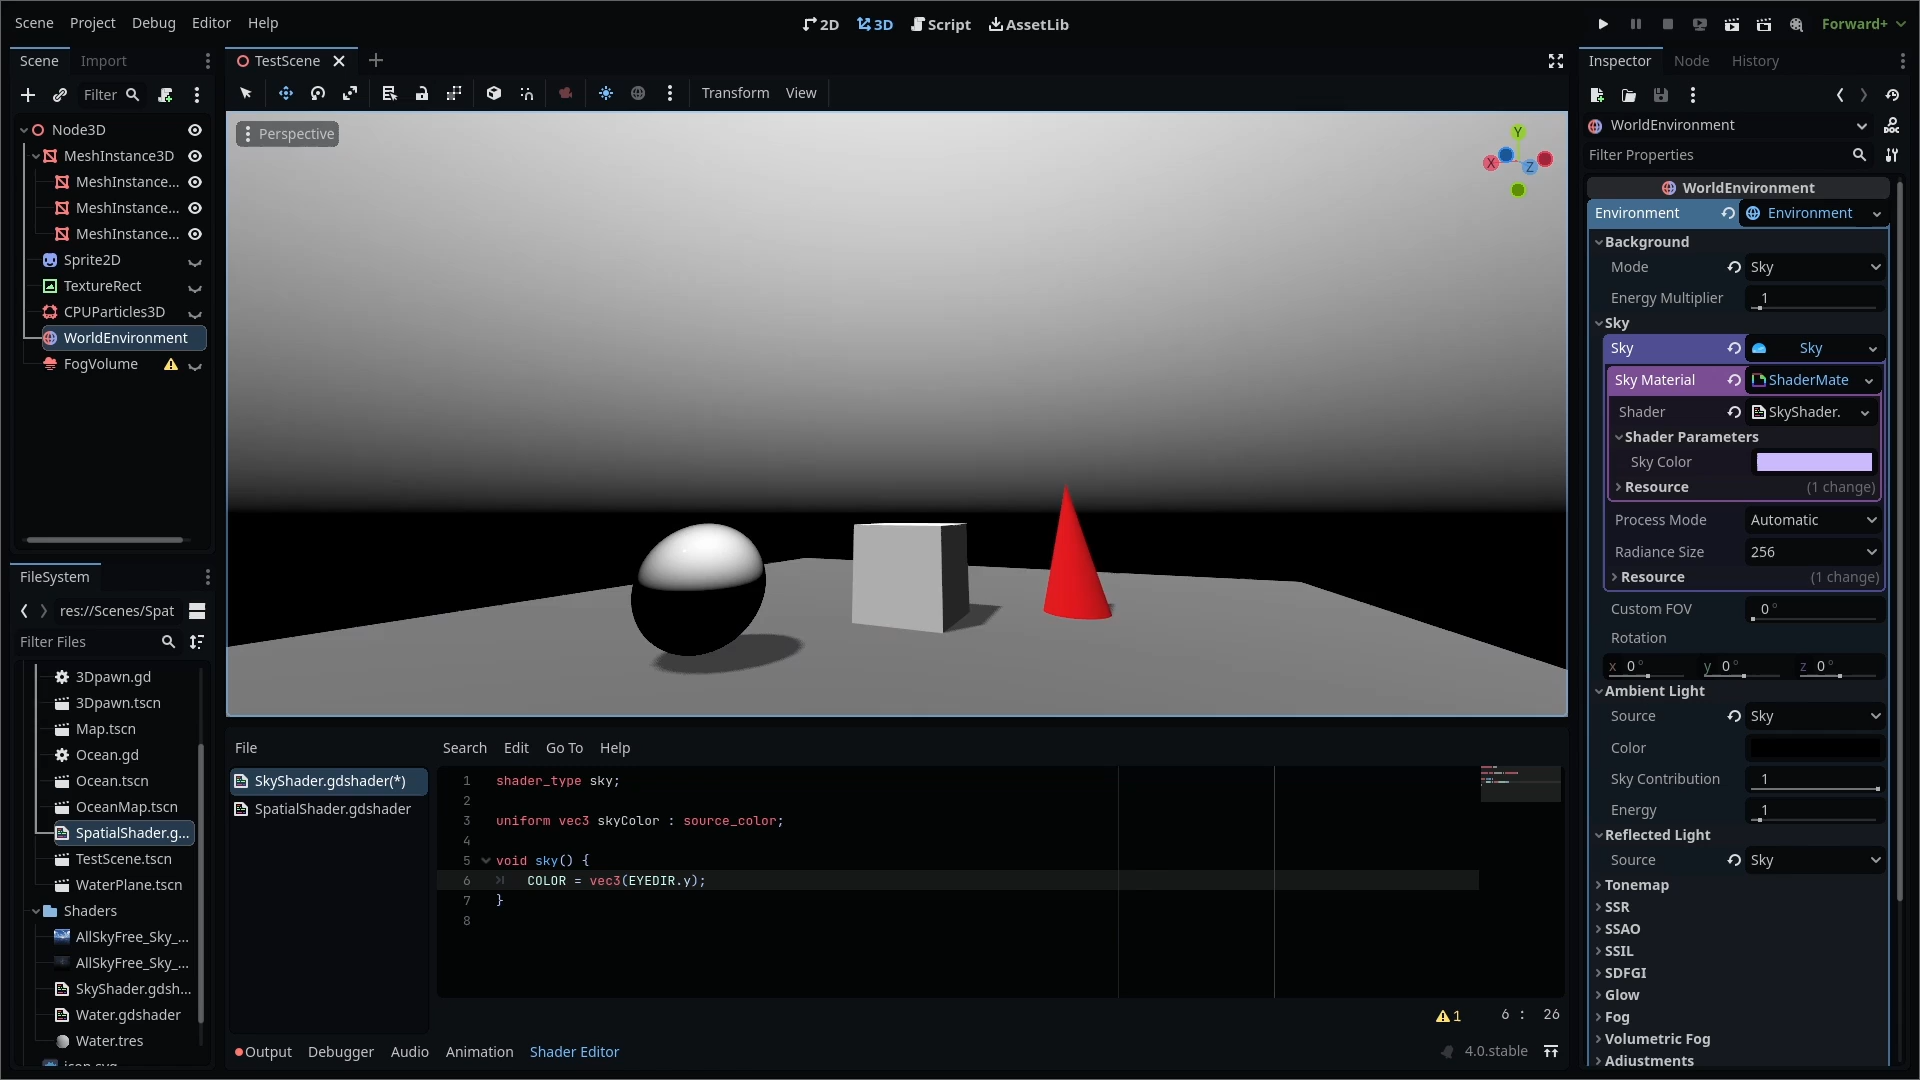 Scene Project Debug Editor Help
2D 3D Script AssetLib
Forward+
Scene Import
TestScene
Inspector Node History
Filter
Transform View
Node3D
MeshInstance3D
MeshInstance...
MeshInstance...
MeshInstance...
Sprite2D
TextureRect
CPUParticles3D
WorldEnvironment
FogVolume
Perspective
Y
X
Z
FileSystem
res://Scenes/Spat
Filter Files
3Dpawn.gd
3Dpawn.tscn
Map.tscn
Ocean.gd
Ocean.tscn
OceanMap.tscn
SpatialShader.g...
TestScene.tscn
WaterPlane.tscn
Shaders
AllSkyFree_Sky_...
AllSkyFree_Sky_...
SkyShader.gdsh...
Water.gdshader
Water.tres
File
SkyShader.gdshader(*)
SpatialShader.gdshader
Search Edit Go To Help
1 shader_type sky;
2
3 uniform vec3 skyColor : source_color;
4
5 void sky() {
6 COLOR = vec3(EYEDIR.y);
7 }
8
1 6 : 26
Output Debugger Audio Animation Shader Editor
4.0.stable
WorldEnvironment
Filter Properties
WorldEnvironment
Environment Environment
Background
Mode Sky
Energy Multiplier 1
Sky
Sky Sky
Sky Material ShaderMate
Shader SkyShader.
Shader Parameters
Sky Color
Resource (1 change)
Process Mode Automatic
Radiance Size 256
Resource (1 change)
Custom FOV 0 °
Rotation
x 0 ° y 0 ° z 0 °
Ambient Light
Source Sky
Color
Sky Contribution 1
Energy 1
Reflected Light
Source Sky
Tonemap
SSR
SSAO
SSIL
SDFGI
Glow
Fog
Volumetric Fog
Adjustments